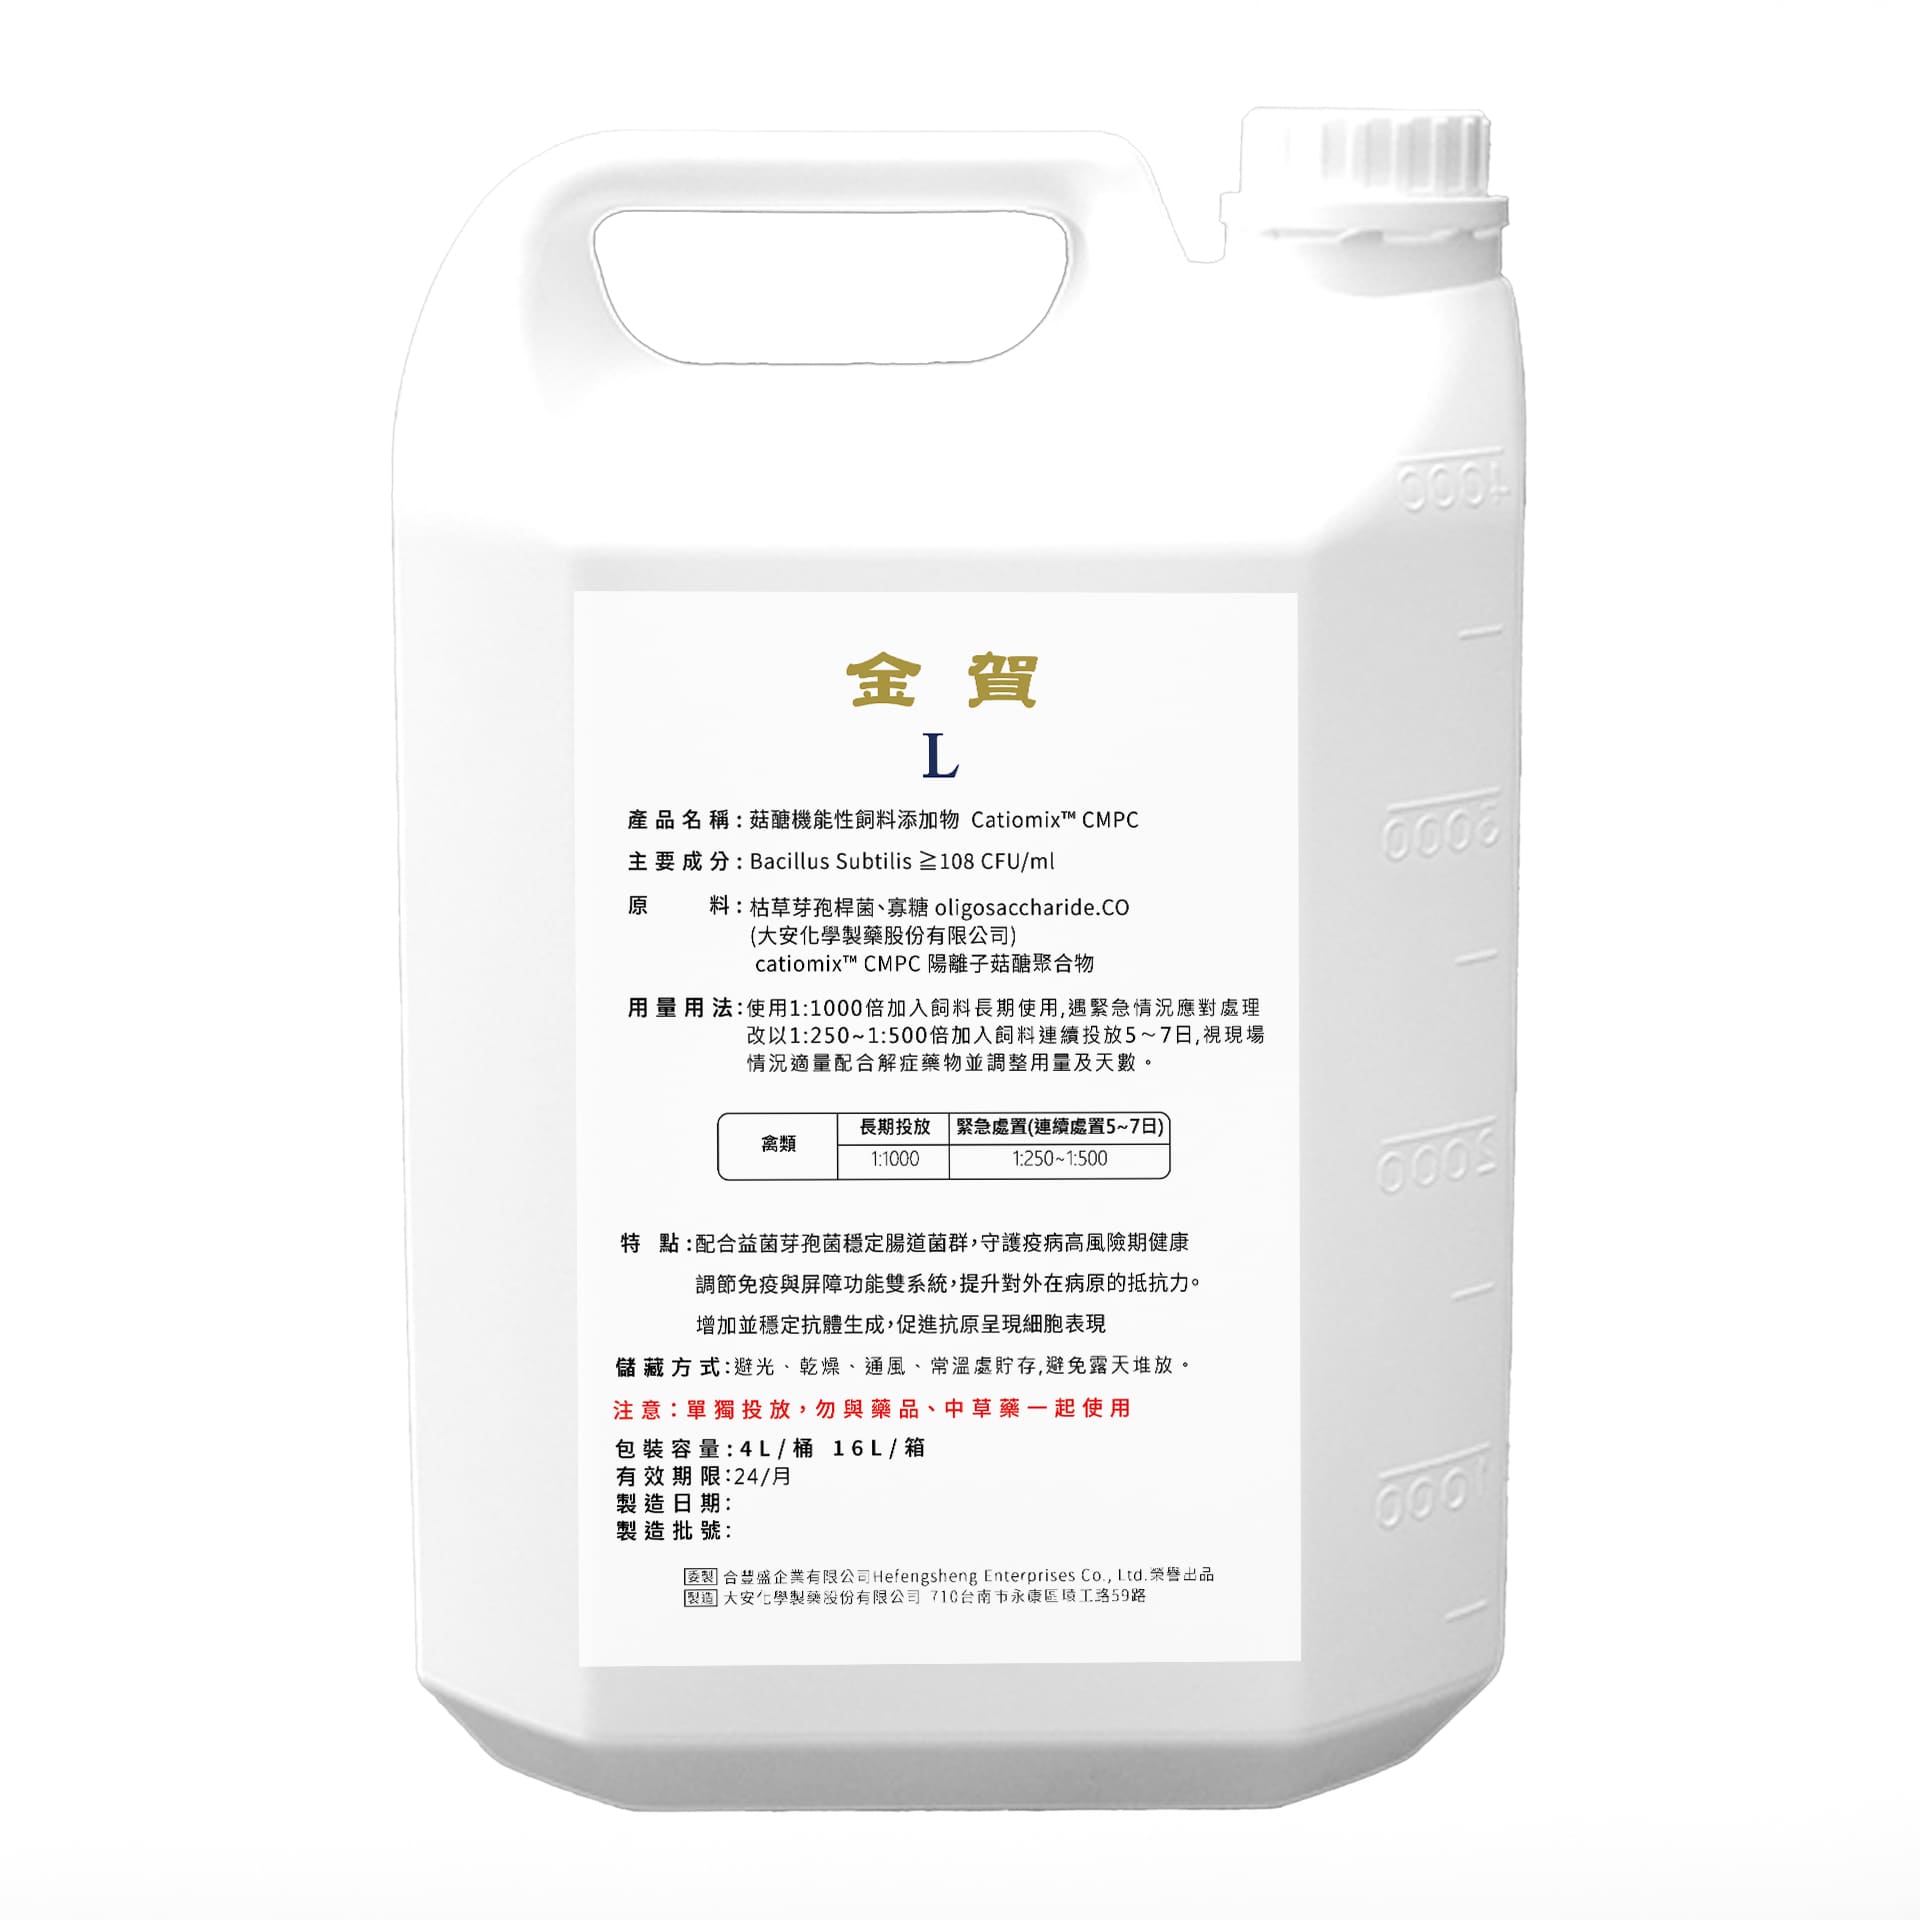 金賀
L
產品名稱:菇醣機能性飼料添加物 Catiomix™ CMPC
主要成分:Bacillus Subtilis ≧108 CFU/ml
原 料:枯草芽孢桿菌、寡糖 oligosaccharide.CO
(大安化學製藥股份有限公司)
catiomix™ CMPC 陽離子菇醣聚合物
用量用法:使用1:1000倍加入飼料長期使用,遇緊急情況應對處理
改以1:250~1:500倍加入飼料連續投放5~7日,視現場
情況適量配合解症藥物並調整用量及天數。
禽類 長期投放 緊急處置(連續處置5~7日)
1:1000 1:250~1:500
特點:配合益菌芽孢菌穩定腸道菌群,守護疫病高風險期健康
調節免疫與屏障功能雙系統,提升對外在病原的抵抗力。
增加並穩定抗體生成,促進抗原呈現細胞表現
儲藏方式:避光、乾燥、通風、常溫處貯存,避免露天堆放。
注意:單獨投放,勿與藥品、中草藥一起使用
包裝容量:4L/桶 16L/箱
有效期限:24/月
製造日期:
製造批號:
委製 合豐盛企業有限公司Hefengsheng Enterprises Co., Ltd.榮譽出品
製造 大安化學製藥股份有限公司 710台南市永康區環工路59路
4000
3000
2000
1000